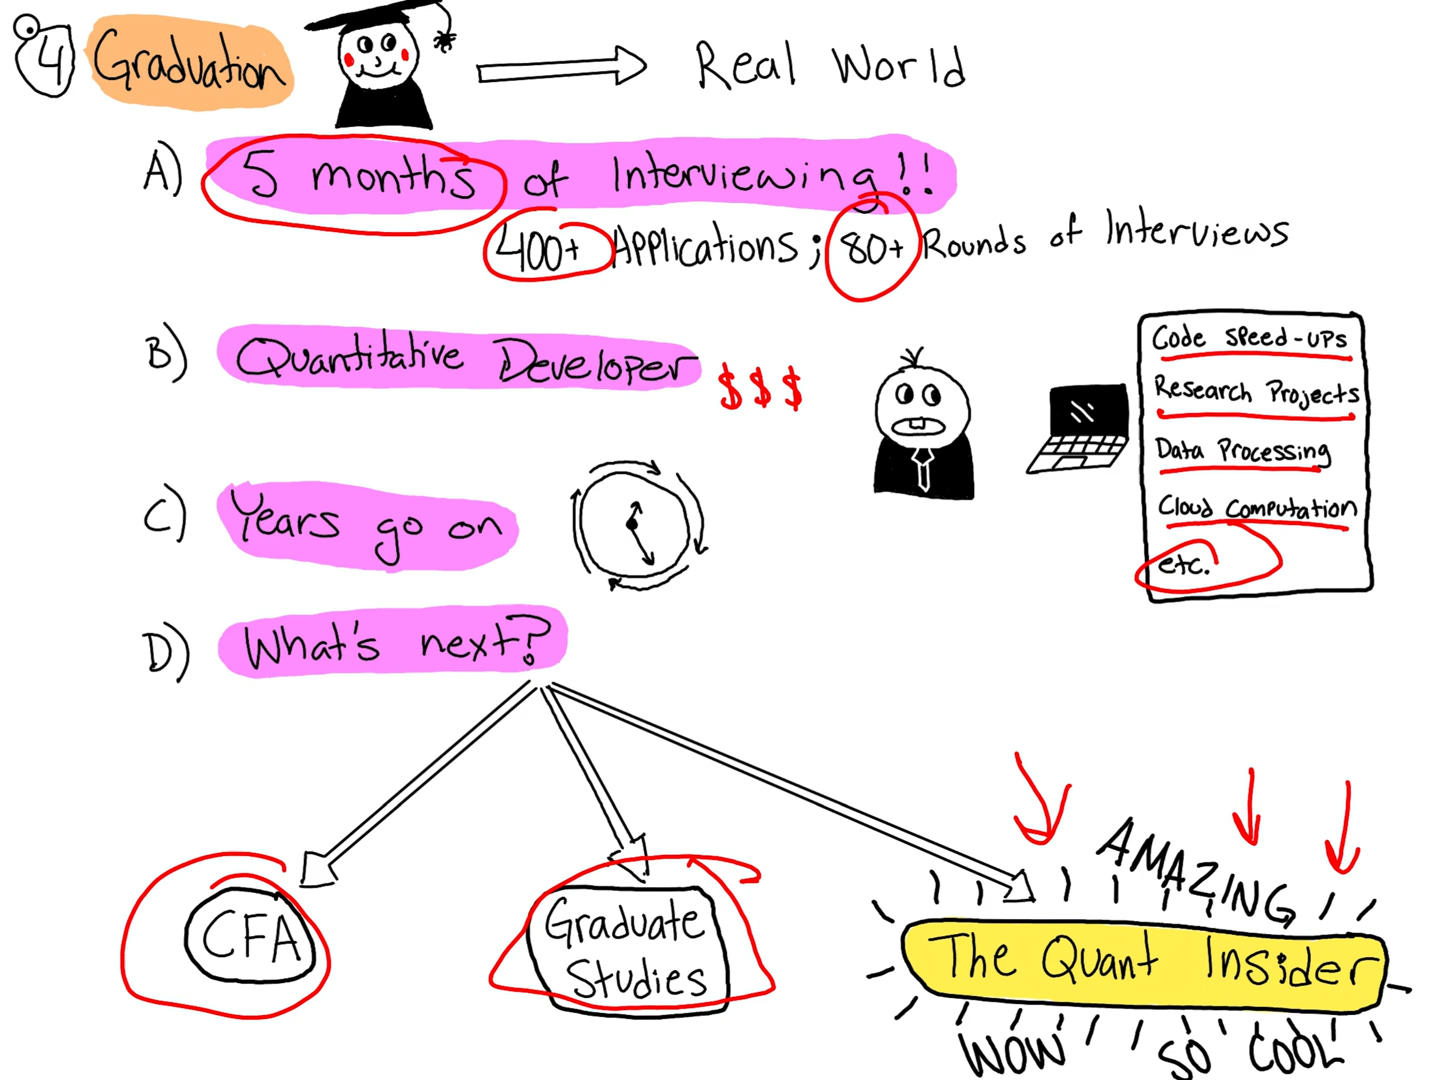 4 Graduation Real World
A) 5 months of Interviewing!!
400+ Applications; 80+ Rounds of Interviews
B) Quantitative Developer $$$
Code Speed-ups
Research Projects
Data Processing
Cloud Computation
etc.
C) Years go on
D) What's next?
CFA
Graduate
Studies
AMAZING
The Quant Insider
WOW SO COOL